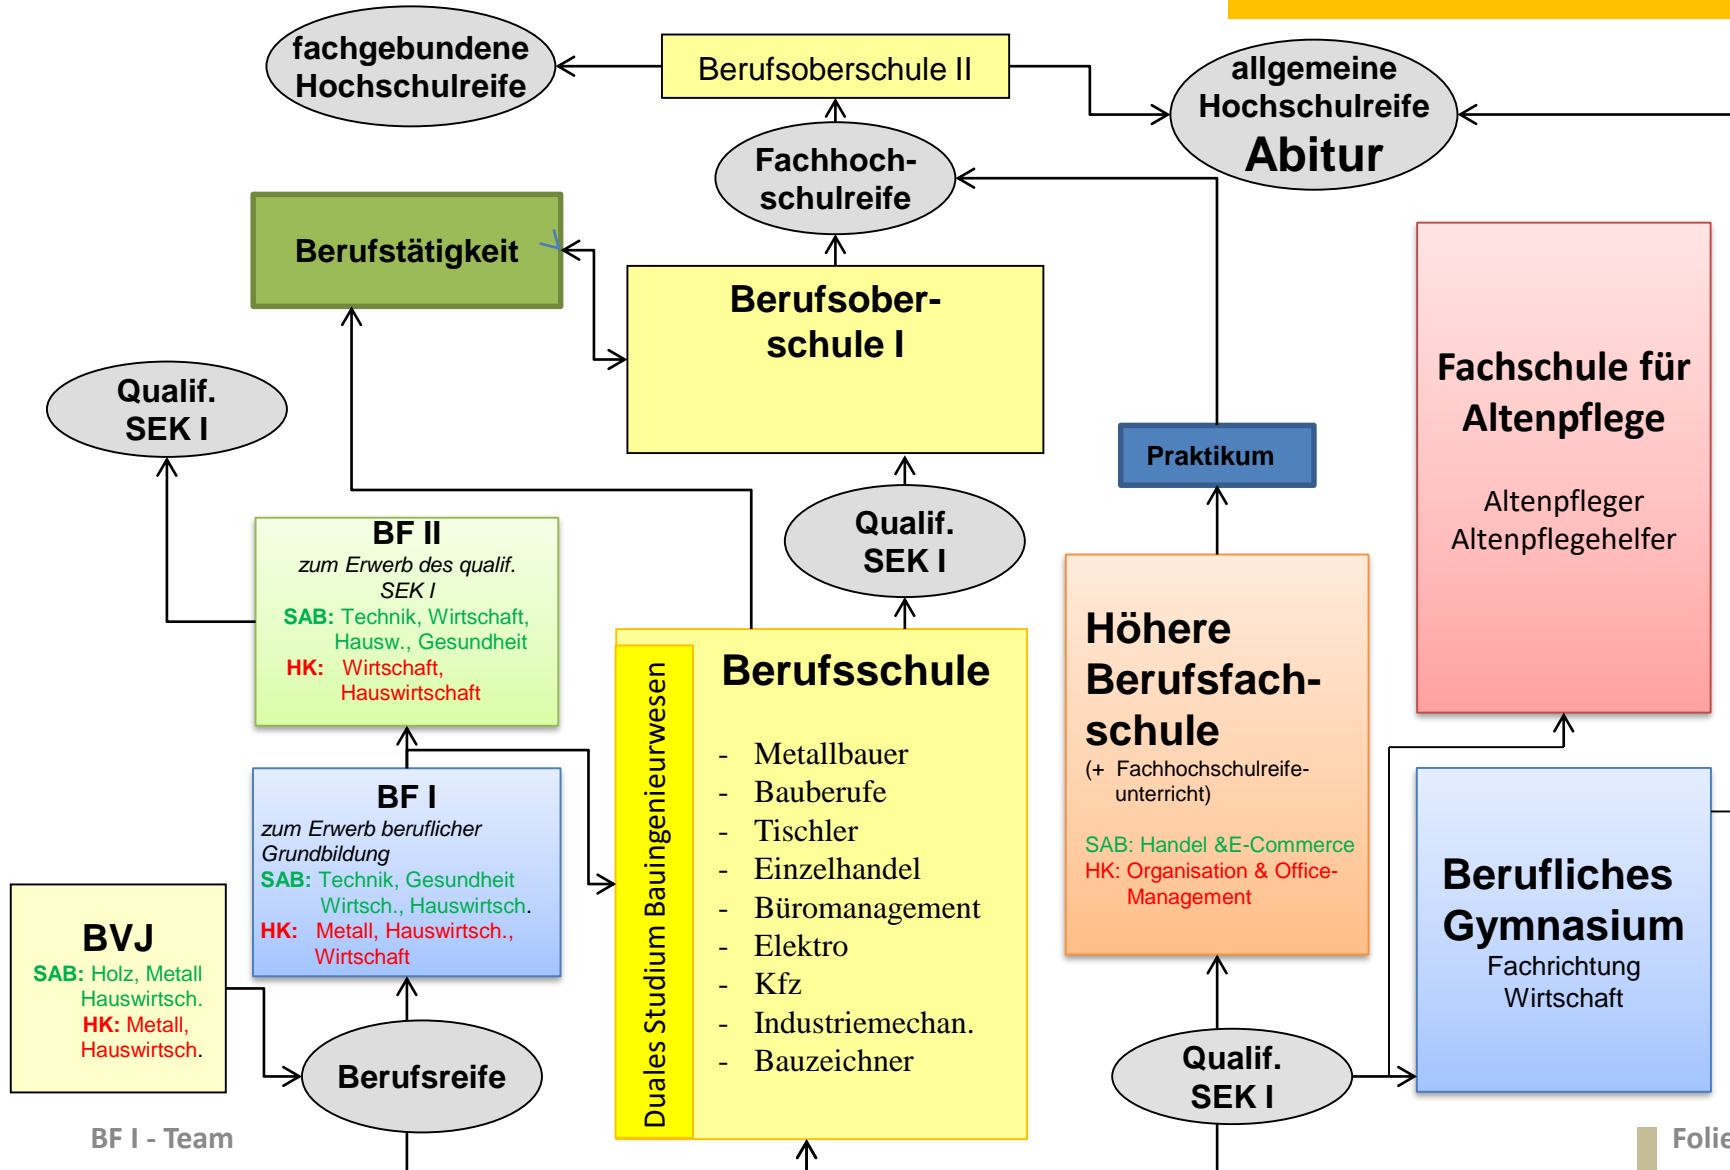 fachgebundene
Hochschulreife
Berufsoberschule II
allgemeine
Hochschulreife
Abitur
Fachhoch-
schulreife
Berufstätigkeit
Berufsober-
schule I
Qualif.
SEK I
Praktikum
Fachschule für
Altenpflege
Altenpfleger
Altenpflegehelfer
Qualif.
SEK I
BF II
zum Erwerb des qualif.
SEK I
SAB: Technik, Wirtschaft,
Hausw., Gesundheit
HK: Wirtschaft,
Hauswirtschaft
Berufsschule
- Metallbauer
- Bauberufe
- Tischler
- Einzelhandel
- Büromanagement
- Elektro
- Kfz
- Industriemechan.
- Bauzeichner
Duales Studium Bauingenieurwesen
Höhere
Berufsfach-
schule
(+ Fachhochschulreife-
unterricht)
SAB: Handel &E-Commerce
HK: Organisation & Office-
Management
BF I
zum Erwerb beruflicher
Grundbildung
SAB: Technik, Gesundheit
Wirtsch., Hauswirtsch.
HK: Metall, Hauswirtsch.,
Wirtschaft
Berufliches
Gymnasium
Fachrichtung
Wirtschaft
BVJ
SAB: Holz, Metall
Hauswirtsch.
HK: Metall,
Hauswirtsch.
Berufsreife
Qualif.
SEK I
BF I - Team
Folie